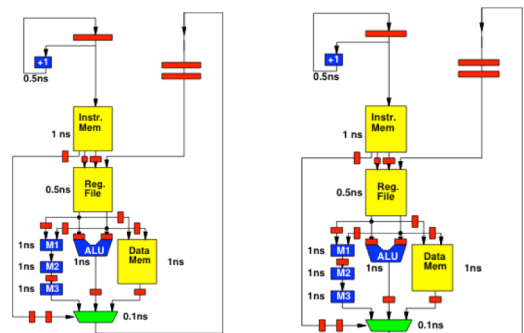 +1
0.5ns
Instr.
Mem
1 ns
Reg.
File
0.5ns
1ns
M1
ALU
1ns
1ns
M2
1ns
M3
Data
Mem
1ns
0.1ns
+1
0.5ns
Instr.
Mem
1 ns
Reg.
File
0.5ns
1ns
M1
ALU
1ns
1ns
M2
1ns
M3
Data
Mem
1ns
0.1ns